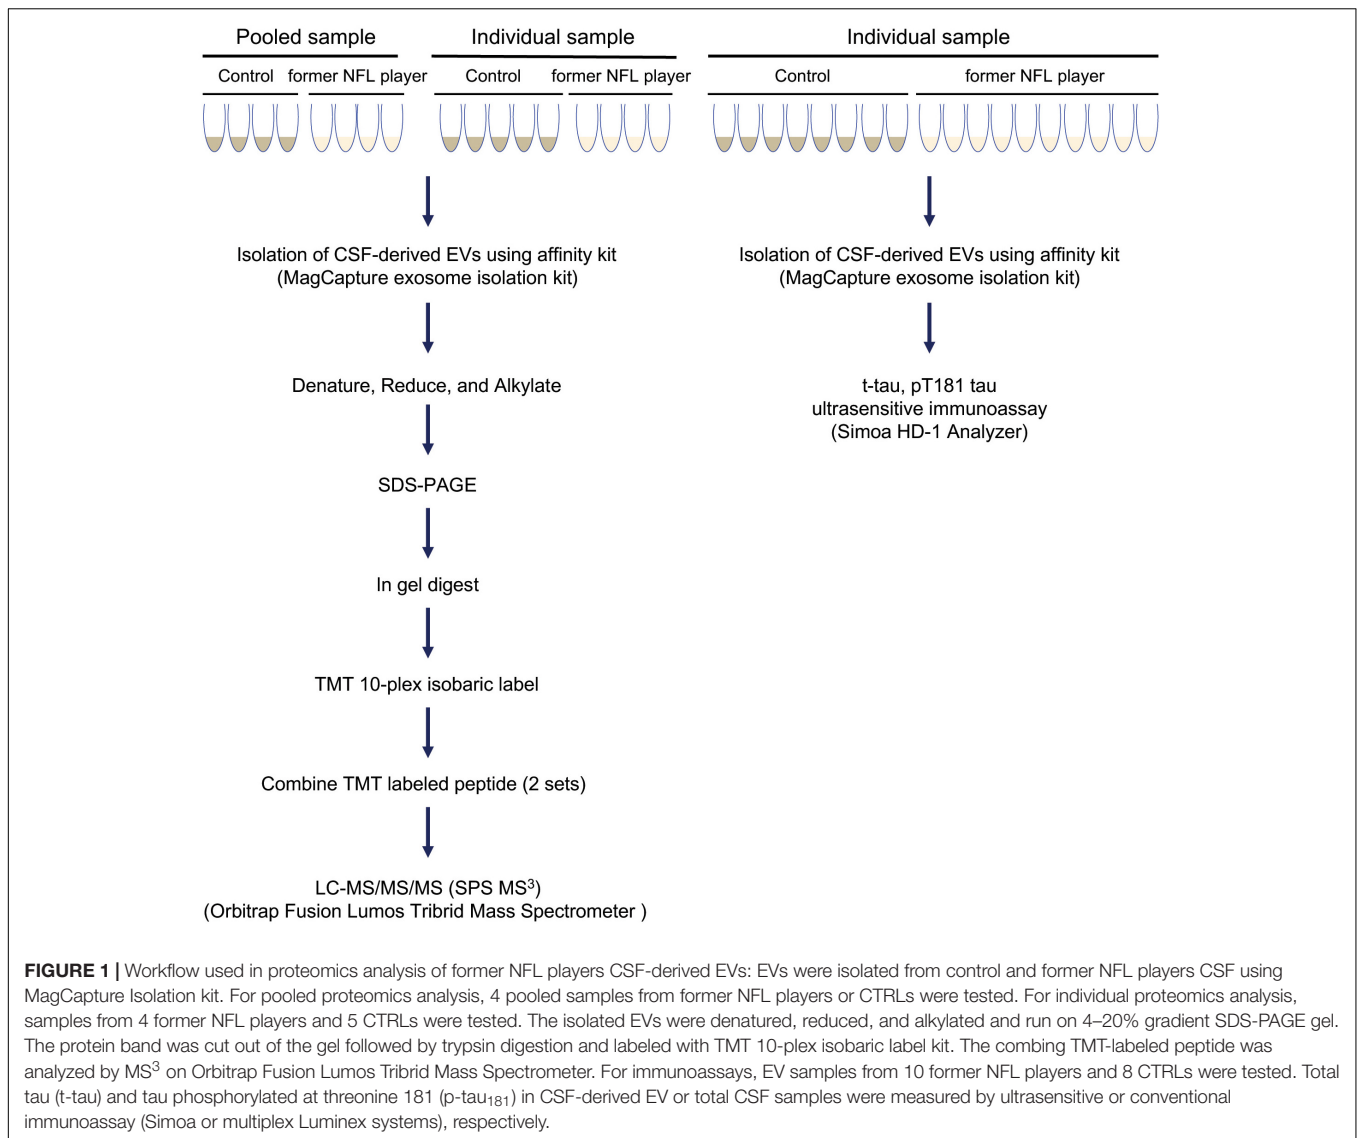 Pooled sample
Individual sample
Individual sample
Control
former NFL player
Control
former NFL player
Control
former NFL player
Isolation of CSF-derived EVs using affinity kit
(MagCapture exosome isolation kit)
Isolation of CSF-derived EVs using affinity kit
(MagCapture exosome isolation kit)
Denature, Reduce, and Alkylate
t-tau, pT181 tau
ultrasensitive immunoassay
(Simoa HD-1 Analyzer)
SDS-PAGE
In gel digest
TMT 10-plex isobaric label
Combine TMT labeled peptide (2 sets)
LC-MS/MS/MS (SPS MS³)
(Orbitrap Fusion Lumos Tribrid Mass Spectrometer )
FIGURE 1 | Workflow used in proteomics analysis of former NFL players CSF-derived EVs: EVs were isolated from control and former NFL players CSF using
MagCapture Isolation kit. For pooled proteomics analysis, 4 pooled samples from former NFL players or CTRLs were tested. For individual proteomics analysis,
samples from 4 former NFL players and 5 CTRLs were tested. The isolated EVs were denatured, reduced, and alkylated and run on 4–20% gradient SDS-PAGE gel.
The protein band was cut out of the gel followed by trypsin digestion and labeled with TMT 10-plex isobaric label kit. The combing TMT-labeled peptide was
analyzed by MS³ on Orbitrap Fusion Lumos Tribrid Mass Spectrometer. For immunoassays, EV samples from 10 former NFL players and 8 CTRLs were tested. Total
tau (t-tau) and tau phosphorylated at threonine 181 (p-tau₁₈₁) in CSF-derived EV or total CSF samples were measured by ultrasensitive or conventional
immunoassay (Simoa or multiplex Luminex systems), respectively.